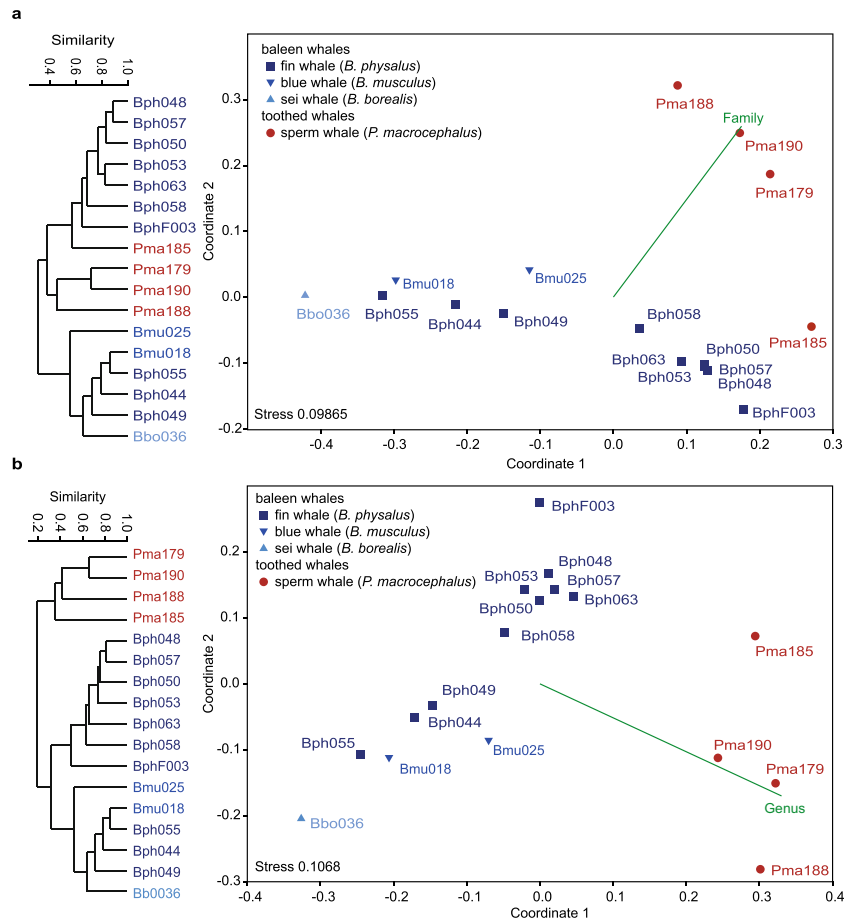 a
Similarity
0.4
0.6
0.8
1.0
Bph048
Bph057
Bph050
Bph053
Bph063
Bph058
BphF003
Pma185
Pma179
Pma190
Pma188
Bmu025
Bmu018
Bph055
Bph044
Bph049
Bbo036
baleen whales
fin whale (B. physalus)
blue whale (B. musculus)
sei whale (B. borealis)
toothed whales
sperm whale (P. macrocephalus)
Coordinate 2
0.3
0.2
0.1
0.0
-0.1
-0.2
Pma188
Family
Pma190
Pma179
Bmu018
Bmu025
Bbo036
Bph055
Bph044
Bph049
Bph058
Pma185
Bph050
Bph063
Bph057
Bph053
Bph048
BphF003
Stress 0.09865
-0.4
-0.3
-0.2
-0.1
0.0
0.1
0.2
0.3
Coordinate 1
b
Similarity
0.2
0.4
0.6
0.8
1.0
Pma179
Pma190
Pma188
Pma185
Bph048
Bph057
Bph050
Bph053
Bph063
Bph058
BphF003
Bmu025
Bmu018
Bph055
Bph044
Bph049
Bb0036
baleen whales
fin whale (B. physalus)
blue whale (B. musculus)
sei whale (B. borealis)
toothed whales
sperm whale (P. macrocephalus)
Coordinate 2
0.2
0.1
0.0
-0.1
-0.2
-0.3
BphF003
Bph048
Bph053
Bph057
Bph063
Bph050
Bph058
Pma185
Bph049
Bph044
Bph055
Bmu018
Bmu025
Pma190
Pma179
Genus
Bbo036
Pma188
Stress 0.1068
-0.4
-0.3
-0.2
-0.1
0.0
0.1
0.2
0.3
0.4
Coordinate 1